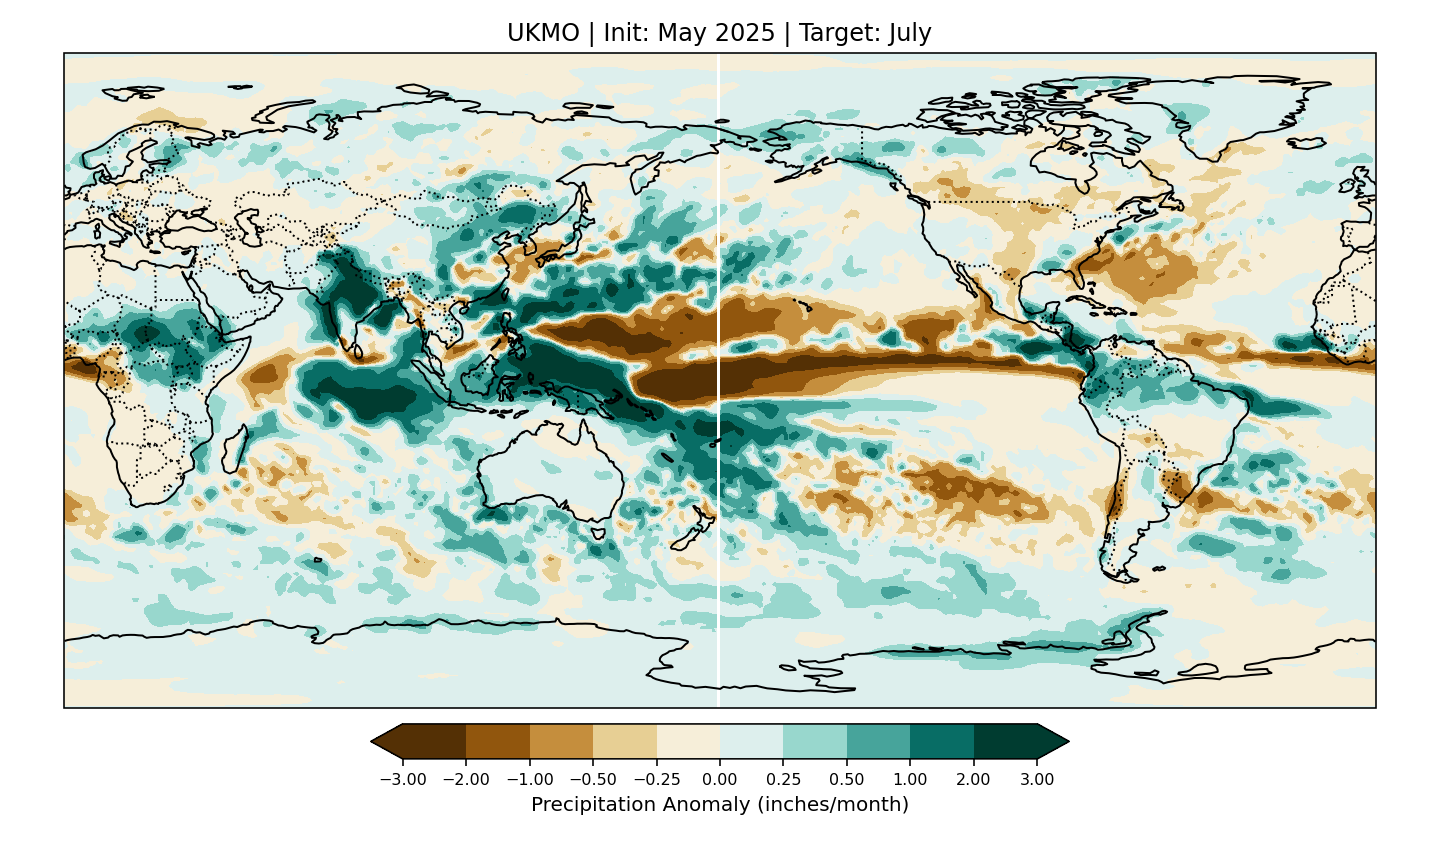 UKMO | Init: May 2025 | Target: July
−3.00 −2.00 −1.00 −0.50 −0.25 0.00 0.25 0.50 1.00 2.00 3.00
Precipitation Anomaly (inches/month)